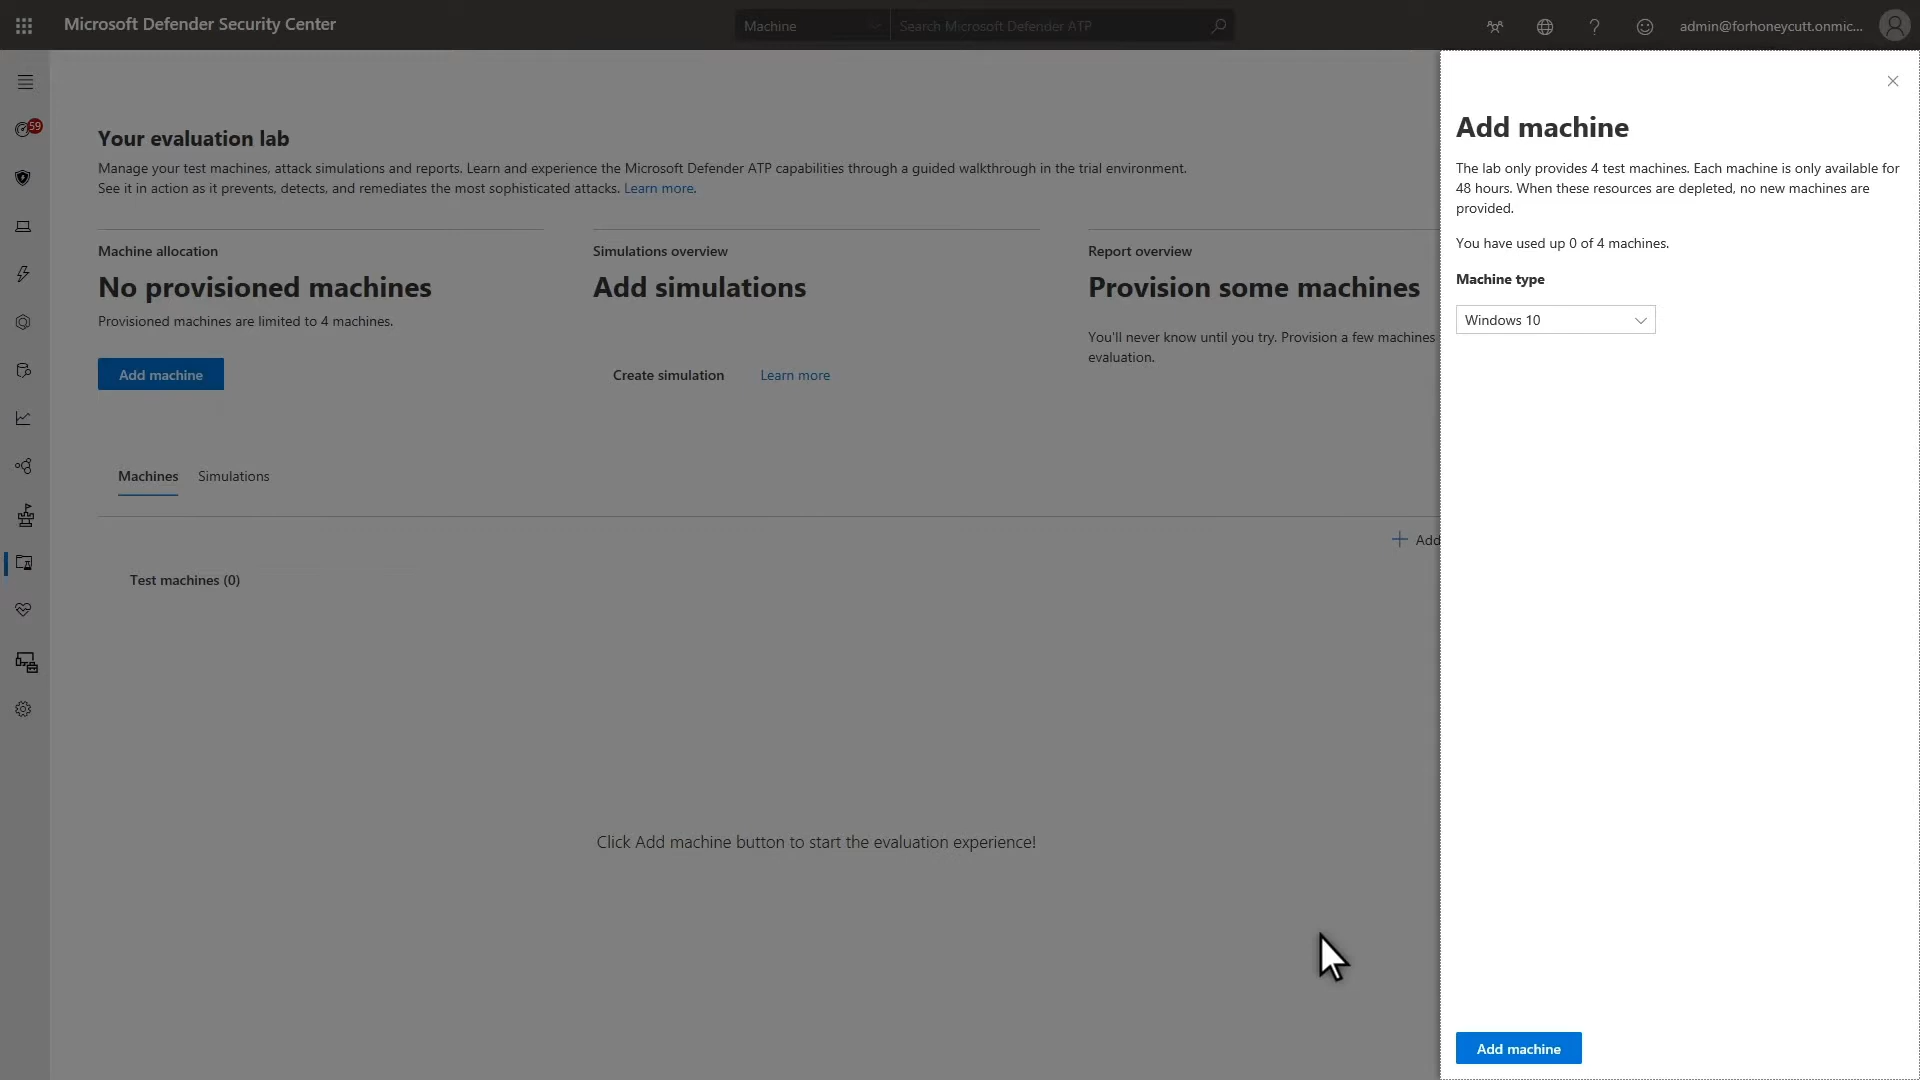 Microsoft Defender Security Center
Machine
Search Microsoft Defender ATP
admin@forhoneycutt.onmic...
59
Your evaluation lab
Manage your test machines, attack simulations and reports. Learn and experience the Microsoft Defender ATP capabilities through a guided walkthrough in the trial environment.
See it in action as it prevents, detects, and remediates the most sophisticated attacks. Learn more.
Machine allocation
No provisioned machines
Provisioned machines are limited to 4 machines.
Add machine
Simulations overview
Add simulations
Create simulation
Learn more
Report overview
Provision some machines
You'll never know until you try. Provision a few machines
evaluation.
Machines
Simulations
Add
Test machines (0)
Click Add machine button to start the evaluation experience!
Add machine
The lab only provides 4 test machines. Each machine is only available for
48 hours. When these resources are depleted, no new machines are
provided.
You have used up 0 of 4 machines.
Machine type
Windows 10
Add machine